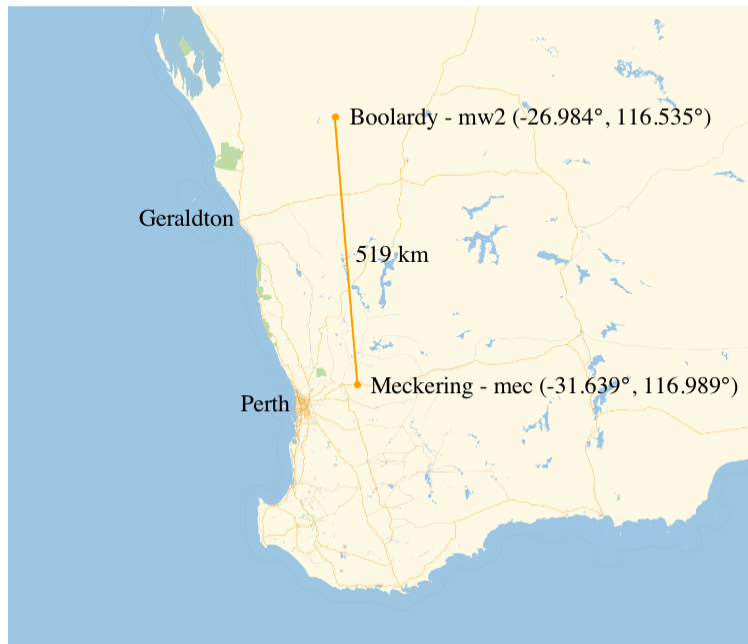 Boolardy - mw2 (-26.984°, 116.535°)
Geraldton
519 km
Meckering - mec (-31.639°, 116.989°)
Perth